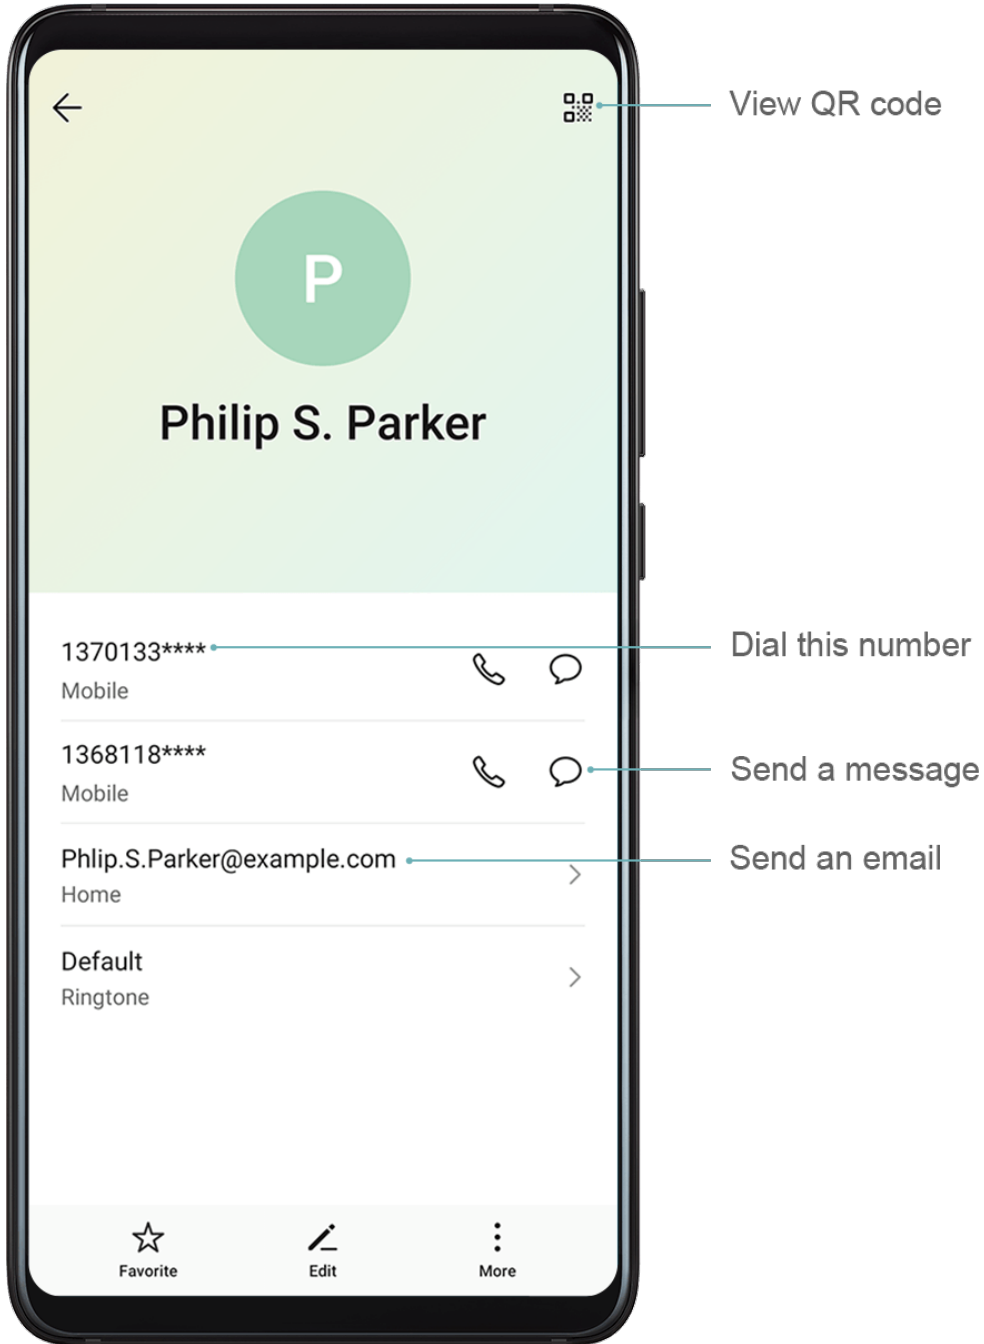 View QR code
P
Philip S. Parker
1370133****
Mobile
Dial this number
1368118****
Mobile
Send a message
Phlip.S.Parker@example.com
Home
Send an email
Default
Ringtone
Favorite
Edit
More